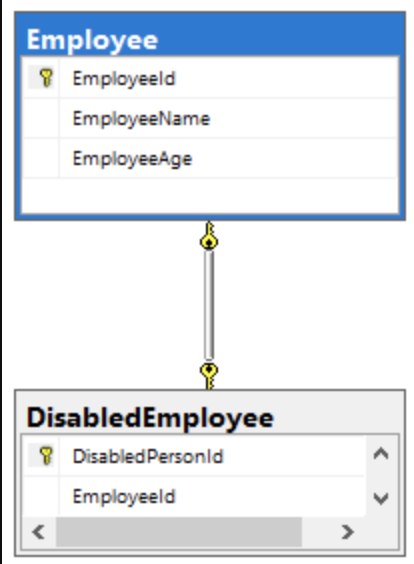 Employee
EmployeeId
EmployeeName
EmployeeAge
DisabledEmployee
DisabledPersonId
EmployeeId